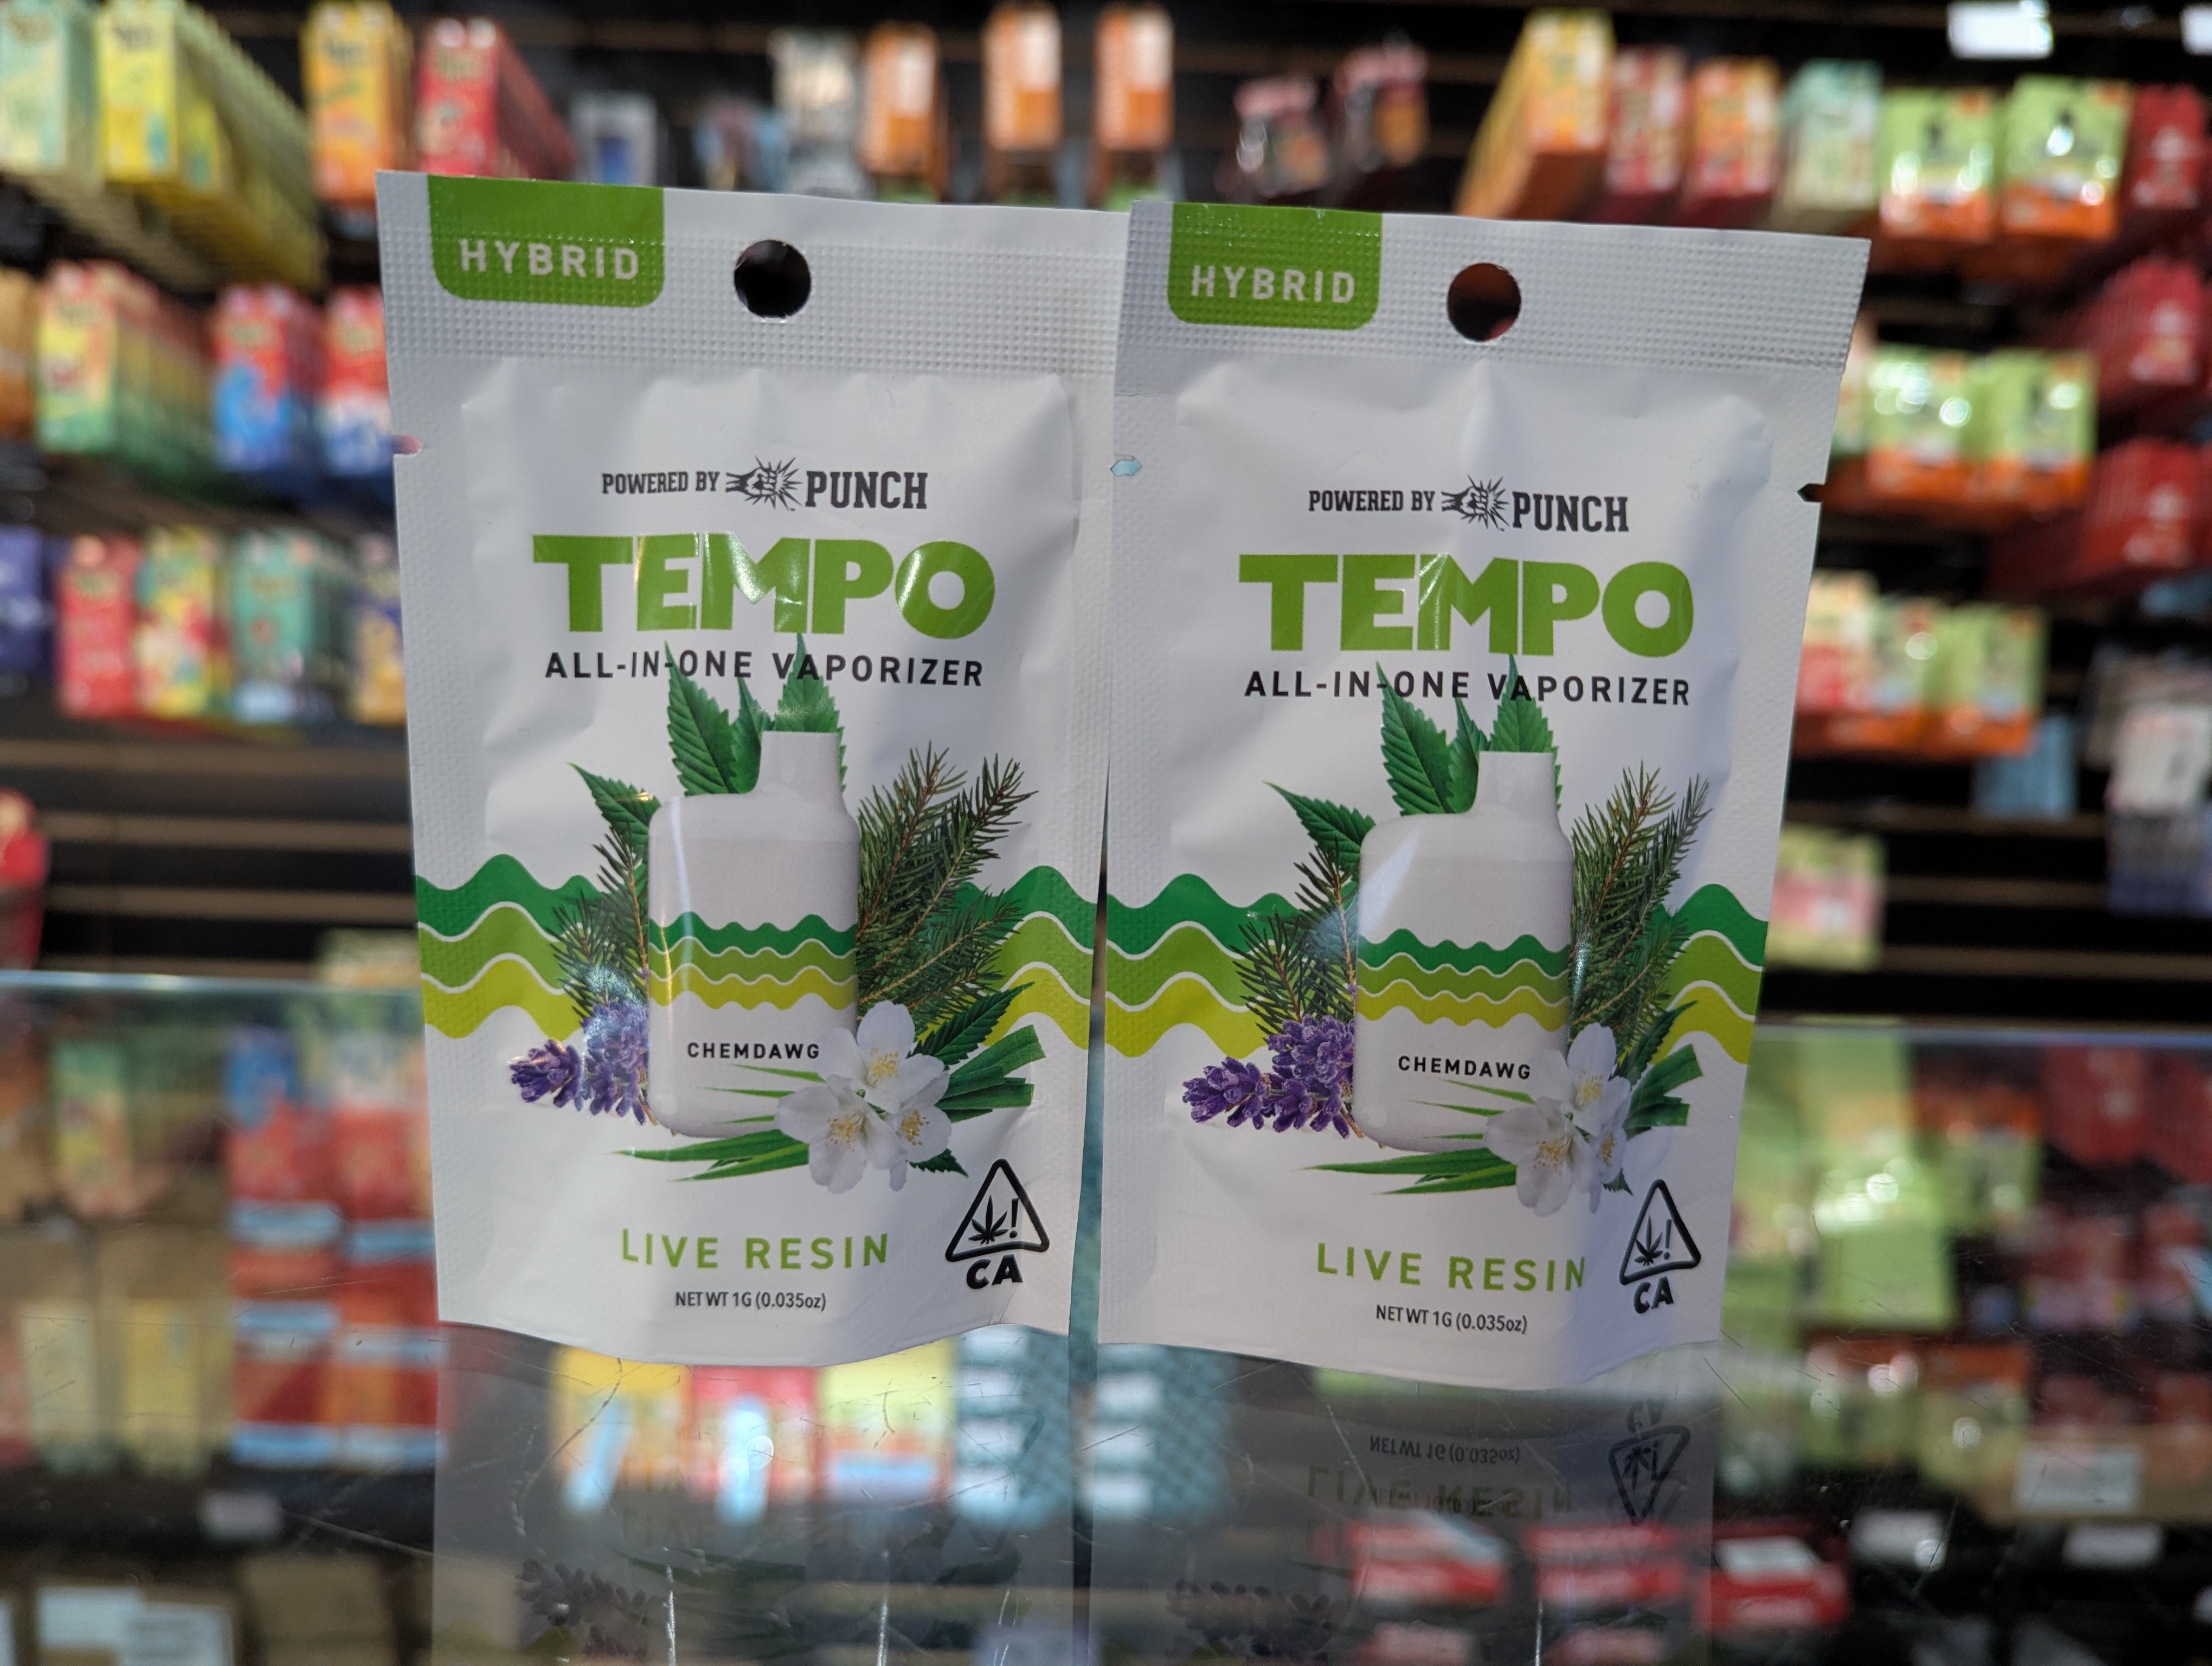 HYBRID
POWERED BY PUNCH
TEMPO
ALL-IN-ONE VAPORIZER
CHEMDAWG
LIVE RESIN
NET WT 1G (0.035oz)
CA
HYBRID
POWERED BY PUNCH
TEMPO
ALL-IN-ONE VAPORIZER
CHEMDAWG
LIVE RESIN
NET WT 1G (0.035oz)
CA